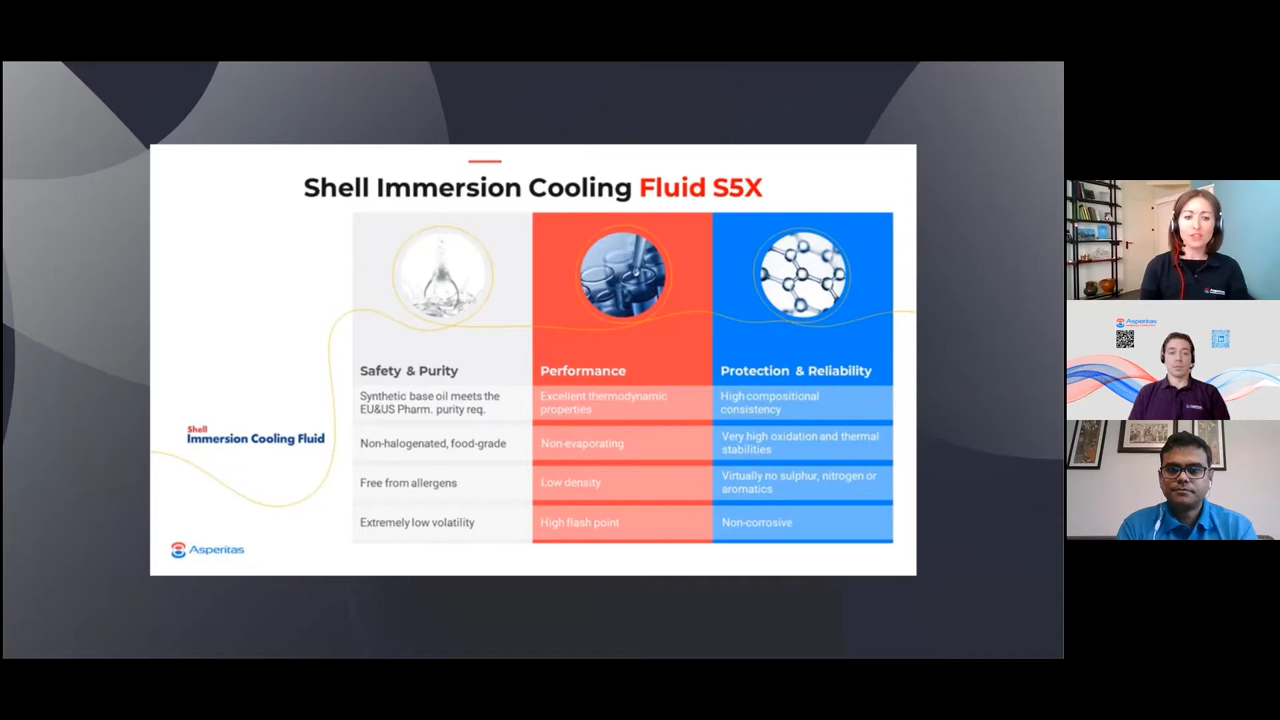 Shell Immersion Cooling Fluid S5X
Safety & Purity
Synthetic base oil meets the
EU&US Pharm. purity req.
Non-halogenated, food-grade
Free from allergens
Extremely low volatility
Performance
Excellent thermodynamic
properties
Non-evaporating
Low density
High flash point
Protection & Reliability
High compositional
consistency
Very high oxidation and thermal
stabilities
Virtually no sulphur, nitrogen or
aromatics
Non-corrosive
Shell
Immersion Cooling Fluid
Asperitas
Asperitas